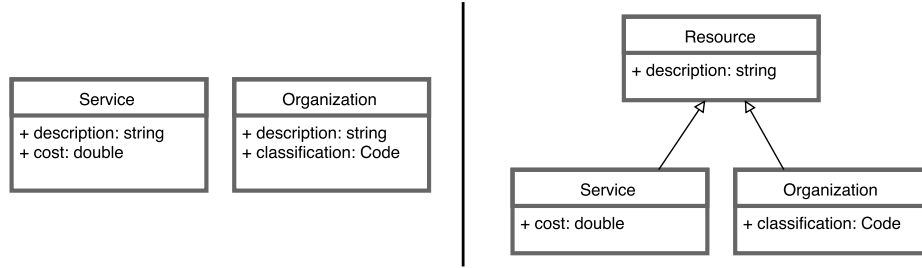 Service
+ description: string
+ cost: double
Organization
+ description: string
+ classification: Code
Resource
+ description: string
Service
+ cost: double
Organization
+ classification: Code